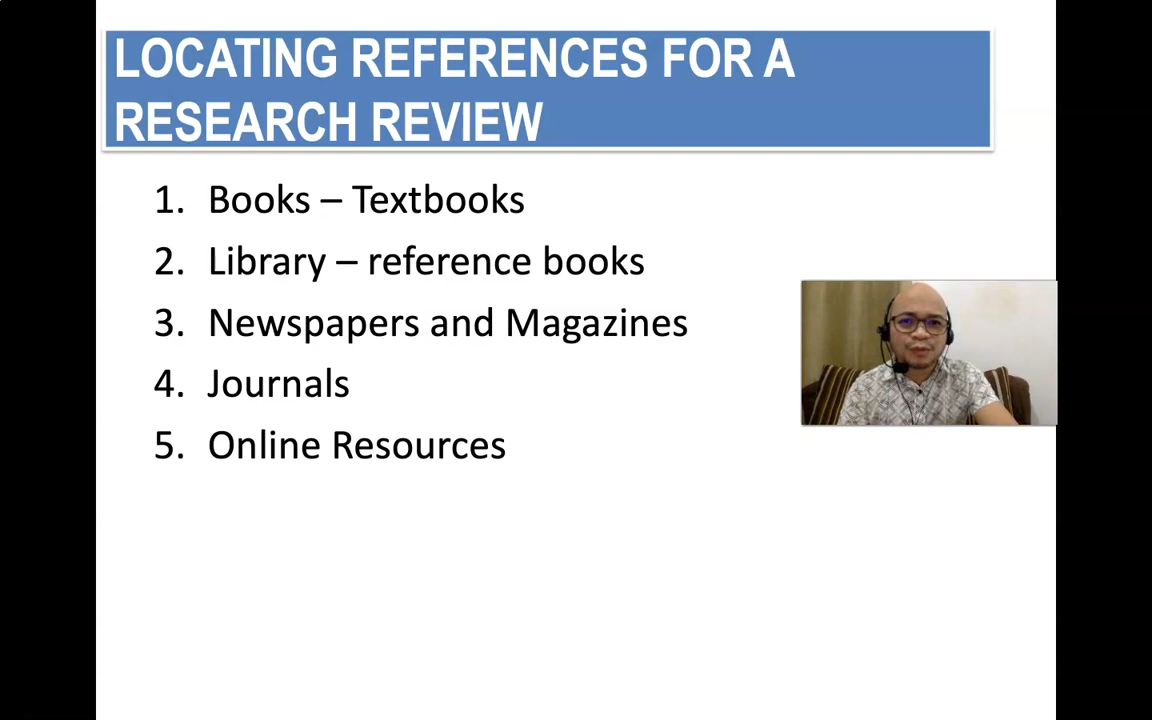 LOCATING REFERENCES FOR A
RESEARCH REVIEW
1. Books – Textbooks
2. Library – reference books
3. Newspapers and Magazines
4. Journals
5. Online Resources